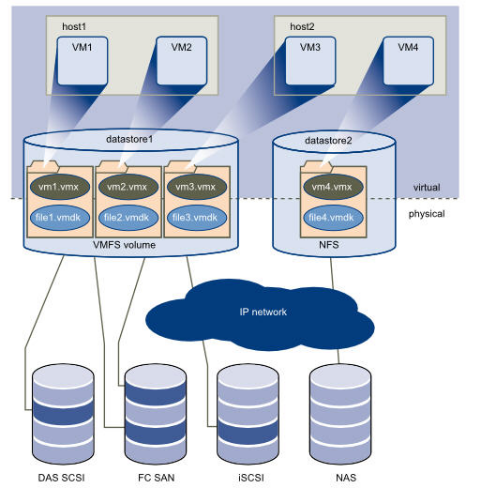 host1
host2
VM1
VM2
VM3
VM4
datastore1
datastore2
vm1.vmx
vm2.vmx
vm3.vmx
vm4.vmx
virtual
file1.vmdk
file2.vmdk
file3.vmdk
file4.vmdk
physical
VMFS volume
NFS
IP network
DAS SCSI
FC SAN
iSCSI
NAS